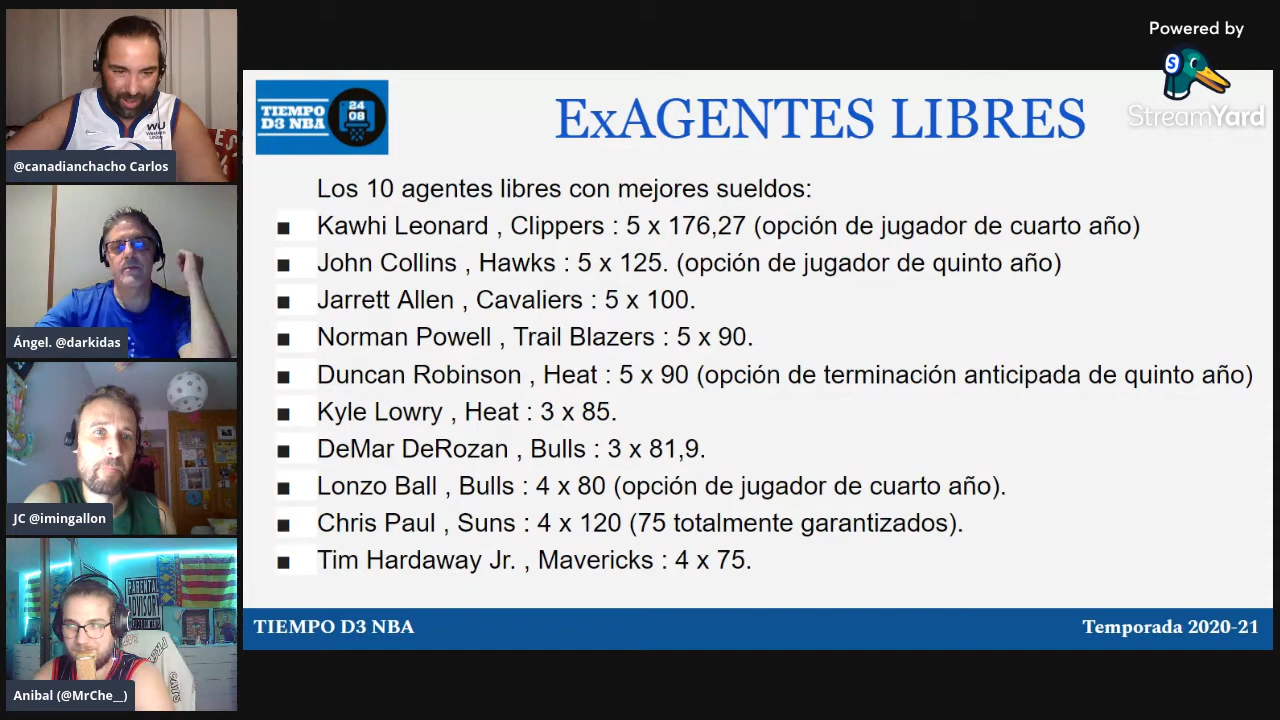 Powered by
S
StreamYard
TIEMPO
D3 NBA
24
08
ExAGENTES LIBRES
Los 10 agentes libres con mejores sueldos:
Kawhi Leonard , Clippers : 5 x 176,27 (opción de jugador de cuarto año)
John Collins , Hawks : 5 x 125. (opción de jugador de quinto año)
Jarrett Allen , Cavaliers : 5 x 100.
Norman Powell , Trail Blazers : 5 x 90.
Duncan Robinson , Heat : 5 x 90 (opción de terminación anticipada de quinto año)
Kyle Lowry , Heat : 3 x 85.
DeMar DeRozan , Bulls : 3 x 81,9.
Lonzo Ball , Bulls : 4 x 80 (opción de jugador de cuarto año).
Chris Paul , Suns : 4 x 120 (75 totalmente garantizados).
Tim Hardaway Jr. , Mavericks : 4 x 75.
TIEMPO D3 NBA
Temporada 2020-21
WU
@canadianchacho Carlos
Ángel. @darkidas
JC @imingallon
PARENTAL
ADVISORY
Anibal (@MrChe__)